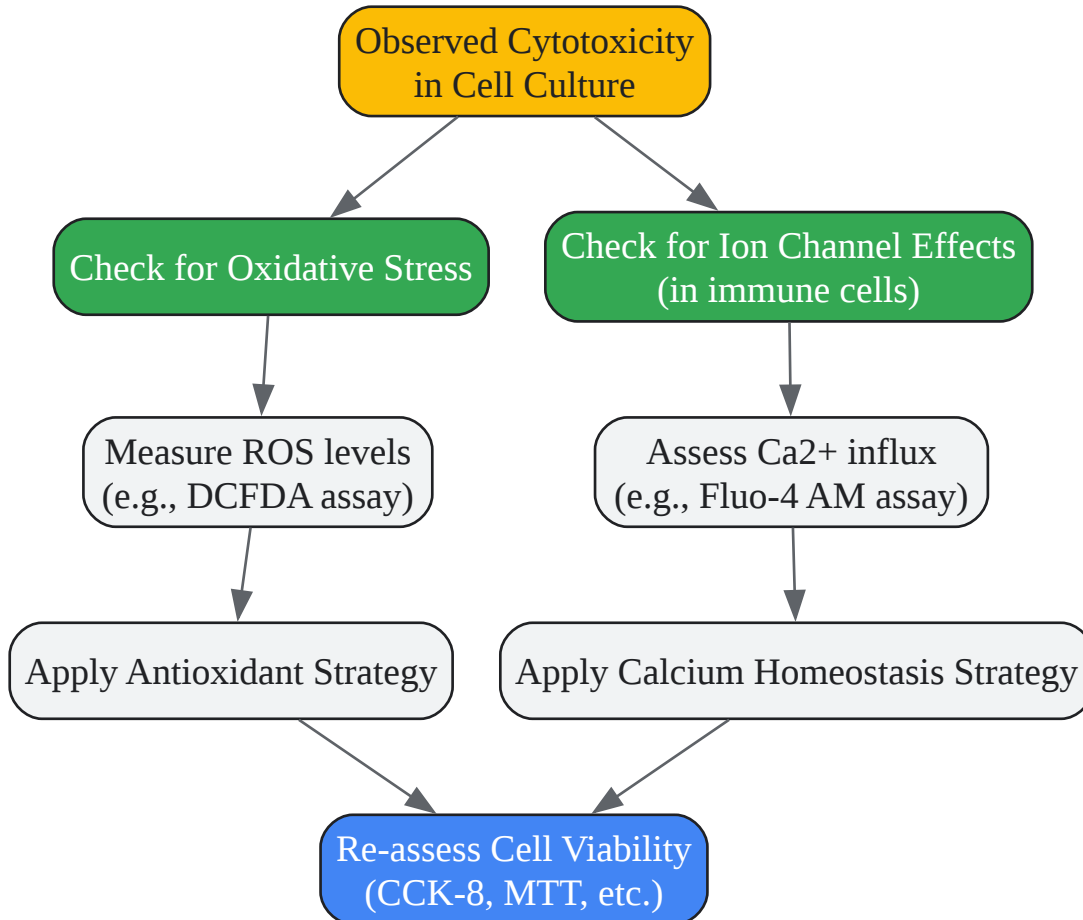 Observed Cytotoxicity
in Cell Culture
Check for Oxidative Stress
Check for Ion Channel Effects
(in immune cells)
Measure ROS levels
(e.g., DCFDA assay)
Assess Ca2+ influx
(e.g., Fluo-4 AM assay)
Apply Antioxidant Strategy
Apply Calcium Homeostasis Strategy
Re-assess Cell Viability
(CCK-8, MTT, etc.)